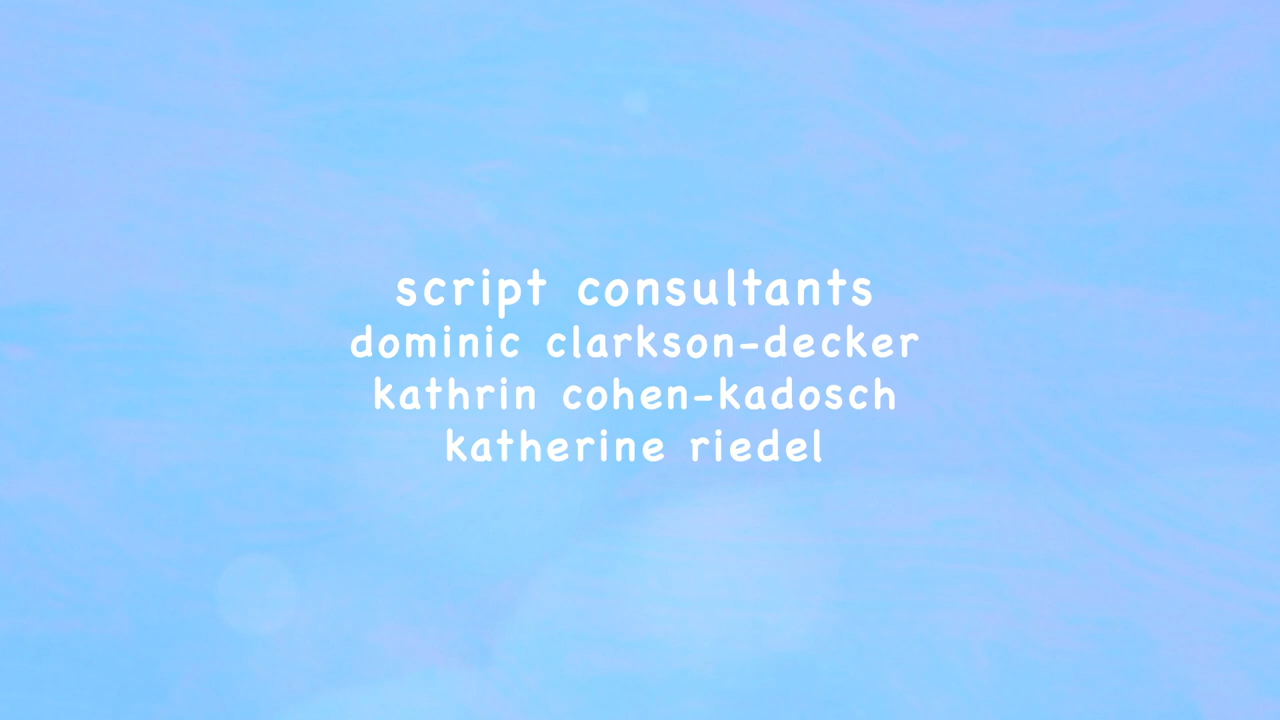 script consultants
dominic clarkson-decker
kathrin cohen-kadosch
katherine riedel